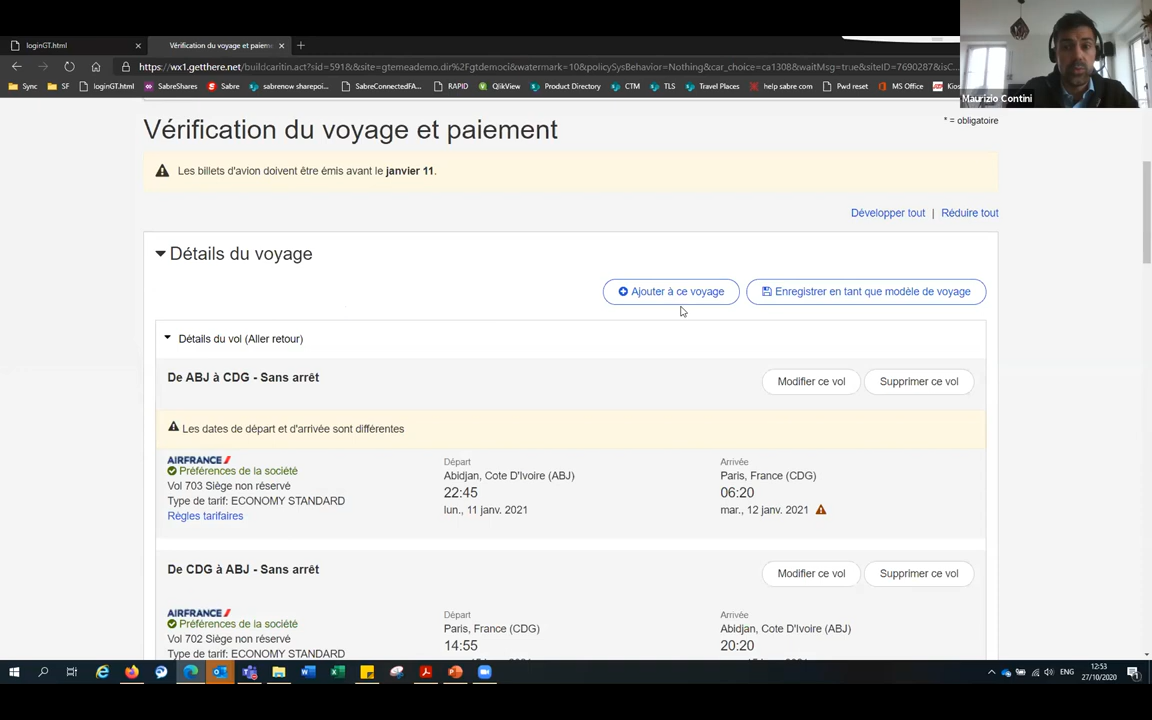 loginGT.html
Vérification du voyage et paiem
https://wx1.getthere.net/buildcaritin.act?sid=5918&&site=gtemeademo.dir%2Fgtdemoci&watermark=10&policySysBehavior=Nothing&car_choice=ca1308&waitMsg=true&siteID=7690287&isC...
Sync SF loginGT.html SabreShares Sabre sabrenow sharepoi... SabreConnectedFA... RAPID QlikView Product Directory CTM TLS Travel Places help sabre com Pwd reset MS Office Kios
Maurizio Contini
Vérification du voyage et paiement
* = obligatoire
Les billets d'avion doivent être émis avant le janvier 11.
Développer tout | Réduire tout
Détails du voyage
Ajouter à ce voyage
Enregistrer en tant que modèle de voyage
Détails du vol (Aller retour)
De ABJ à CDG - Sans arrêt
Modifier ce vol
Supprimer ce vol
Les dates de départ et d'arrivée sont différentes
AIRFRANCE
Préférences de la société
Vol 703 Siège non réservé
Type de tarif: ECONOMY STANDARD
Règles tarifaires
Départ
Abidjan, Cote D'Ivoire (ABJ)
22:45
lun., 11 janv. 2021
Arrivée
Paris, France (CDG)
06:20
mar., 12 janv. 2021
De CDG à ABJ - Sans arrêt
Modifier ce vol
Supprimer ce vol
AIRFRANCE
Préférences de la société
Vol 702 Siège non réservé
Type de tarif: ECONOMY STANDARD
Départ
Paris, France (CDG)
14:55
Arrivée
Abidjan, Cote D'Ivoire (ABJ)
20:20
ENG
12:53
27/10/2020